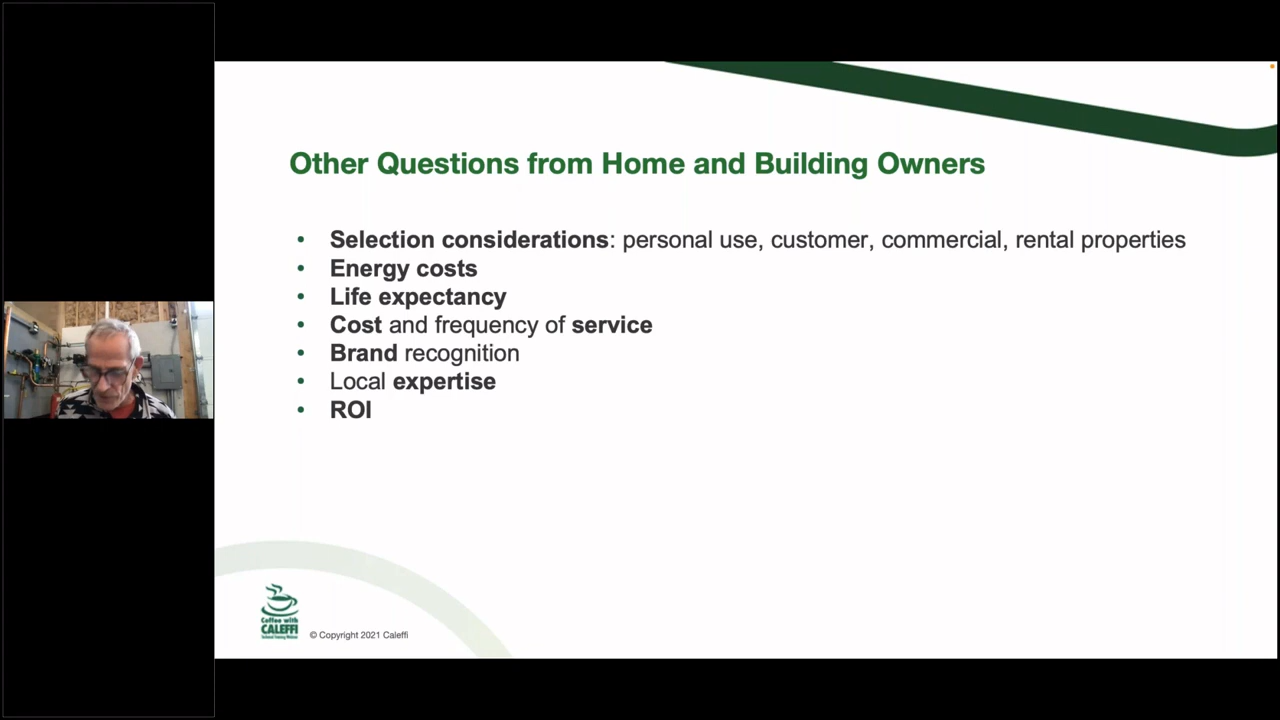 Other Questions from Home and Building Owners
• Selection considerations: personal use, customer, commercial, rental properties
• Energy costs
• Life expectancy
• Cost and frequency of service
• Brand recognition
• Local expertise
• ROI
Coffee with
CALEFFI
© Copyright 2021 Caleffi